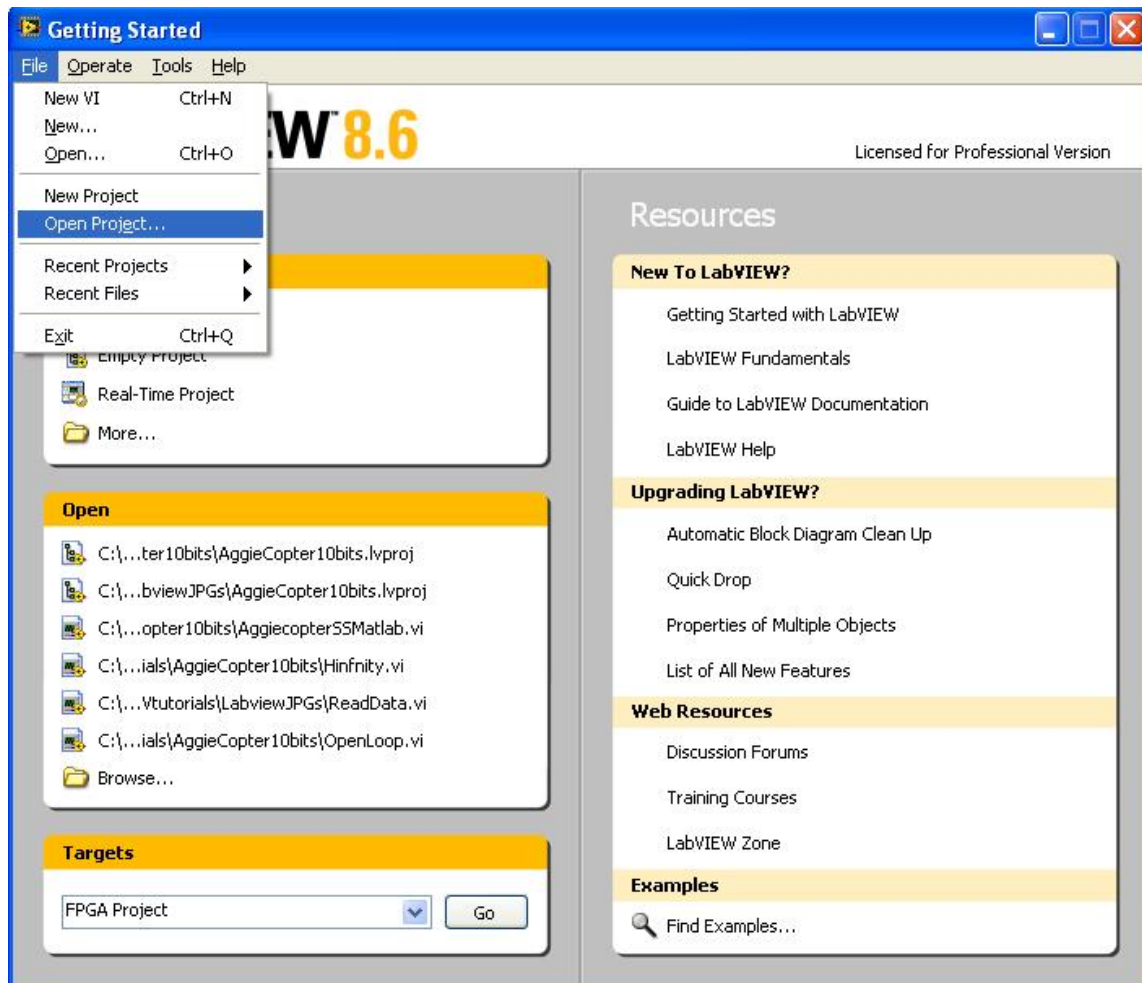 Getting Started
File Operate Tools Help
New VI Ctrl+N
New...
Open... Ctrl+O
New Project
Open Project...
Recent Projects
Recent Files
Exit Ctrl+Q
W™ 8.6
Licensed for Professional Version
Empty Project
Real-Time Project
More...
Open
C:\...ter10bits\AggieCopter10bits.lvproj
C:\...bviewJPGs\AggieCopter10bits.lvproj
C:\...opter10bits\AggiecopterSSMatlab.vi
C:\...ials\AggieCopter10bits\Hinfnity.vi
C:\...Vtutorials\LabviewJPGs\ReadData.vi
C:\...ials\AggieCopter10bits\OpenLoop.vi
Browse...
Targets
FPGA Project Go
Resources
New To LabVIEW?
Getting Started with LabVIEW
LabVIEW Fundamentals
Guide to LabVIEW Documentation
LabVIEW Help
Upgrading LabVIEW?
Automatic Block Diagram Clean Up
Quick Drop
Properties of Multiple Objects
List of All New Features
Web Resources
Discussion Forums
Training Courses
LabVIEW Zone
Examples
Find Examples...